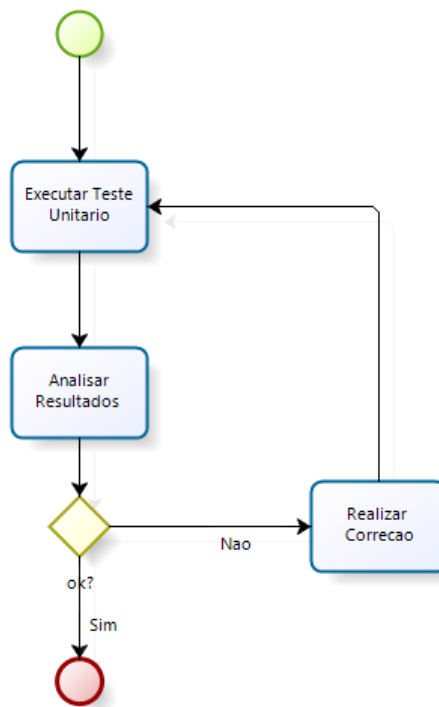 Executar Teste
Unitario
Analisar
Resultados
Realizar
Correcao
Nao
ok?
Sim